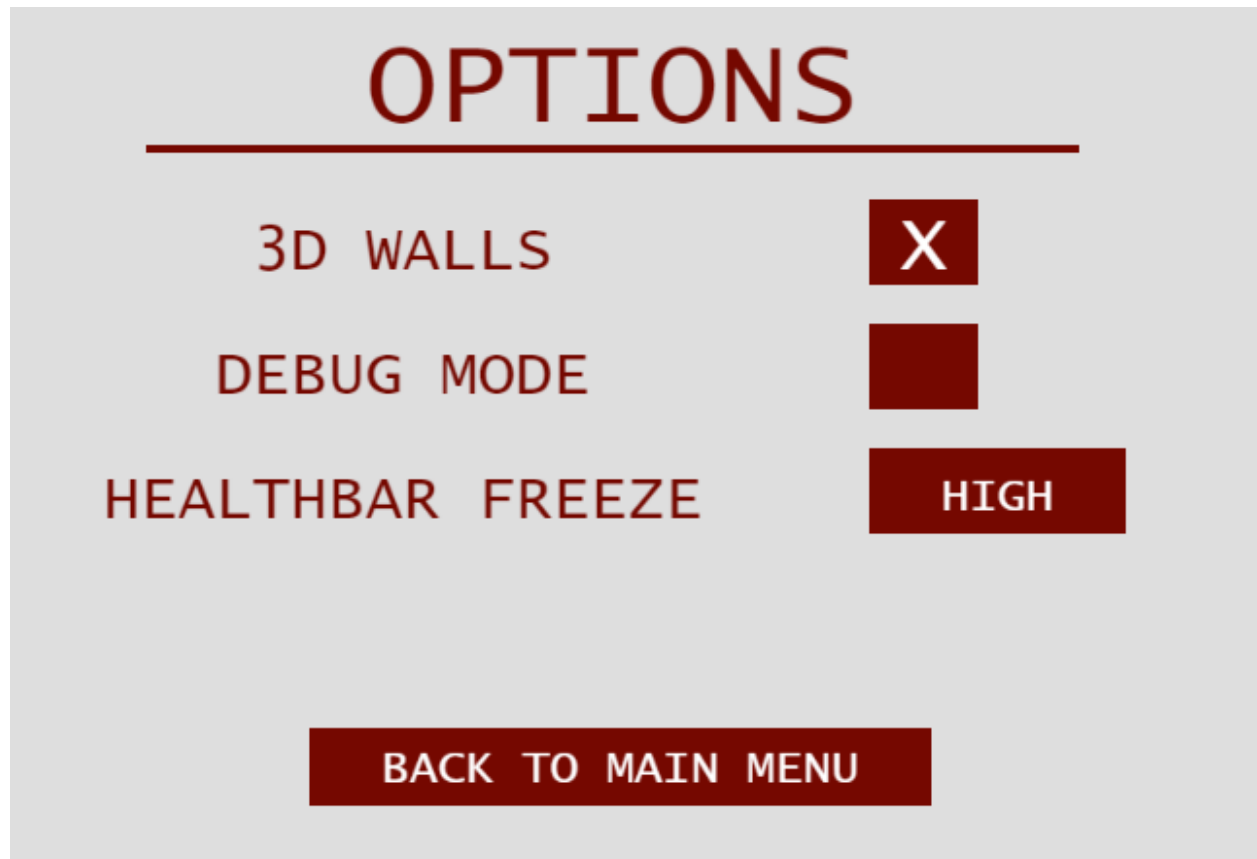 OPTIONS
3D WALLS X
DEBUG MODE
HEALTHBAR FREEZE HIGH
BACK TO MAIN MENU